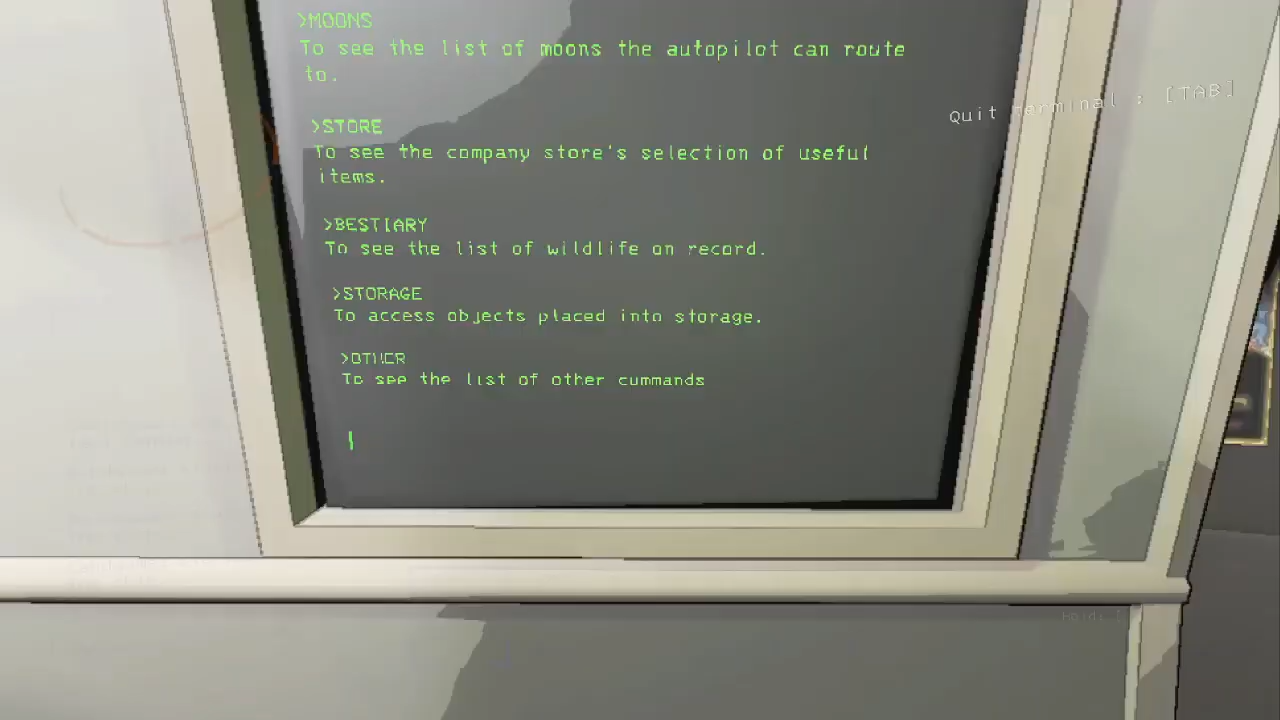 >MOONS
To see the list of moons the autopilot can route
to.
Quit terminal : [TAB]
>STORE
To see the company store's selection of useful
items.
>BESTIARY
To see the list of wildlife on record.
>STORAGE
To access objects placed into storage.
>OTHER
To see the list of other commands